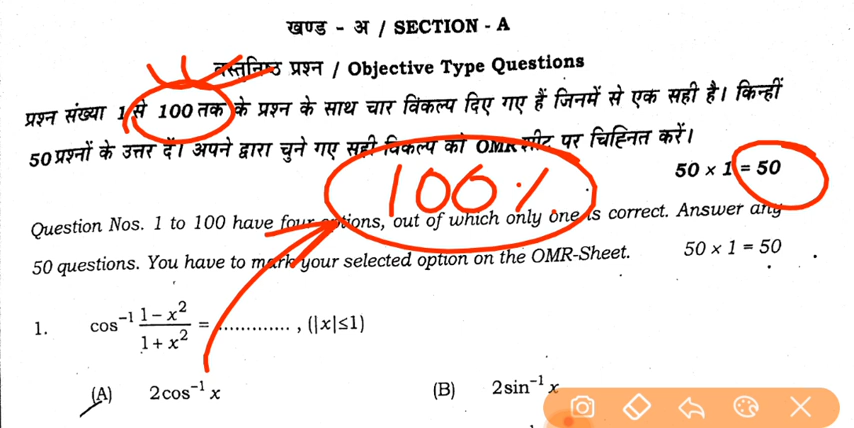 खण्ड - अ / SECTION - A
वस्तुनिष्ठ प्रश्न / Objective Type Questions
प्रश्न संख्या 1 से 100 तक के प्रश्न के साथ चार विकल्प दिए गए हैं जिनमें से एक सही है। किन्हीं
50 प्रश्नों के उत्तर दें। अपने द्वारा चुने गए सही विकल्प को OMR शीट पर चिह्नित करें।
50 × 1 = 50
100%
Question Nos. 1 to 100 have four options, out of which only one is correct. Answer any
50 questions. You have to mark your selected option on the OMR-Sheet. 50 × 1 = 50
1. cos⁻¹ (1 – x²)/(1 + x²) = .............. , (|x|≤1)
(A) 2cos⁻¹ x (B) 2sin⁻¹ x